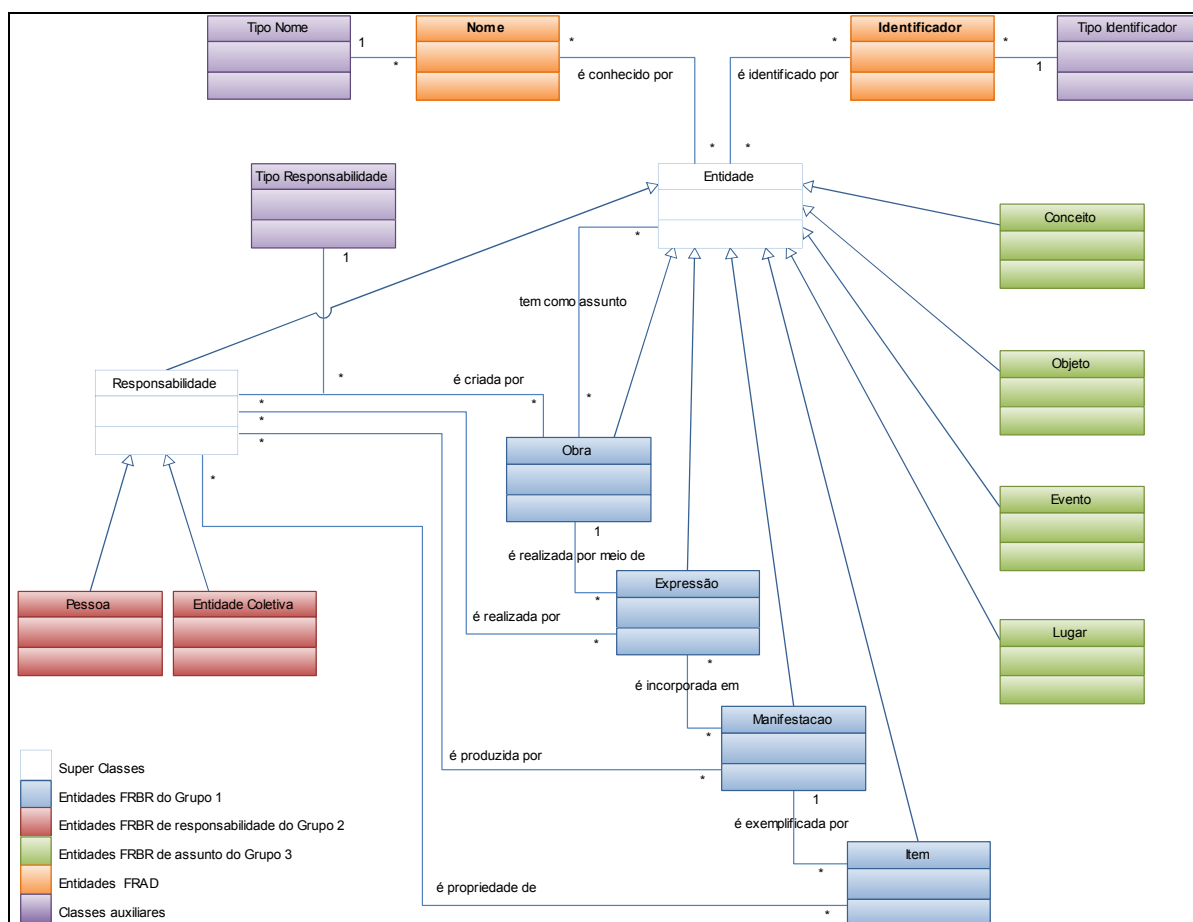 Tipo Nome
1
*
Nome
*
é conhecido por
Identificador
*
é identificado por
*
1
Tipo Identificador
*
*
Entidade
*
Tipo Responsabilidade
1
Conceito
tem como assunto
Objeto
Responsabilidade
*
é criada por
*
*
*
*
*
*
Obra
1
Evento
é realizada por meio de
*
Expressão
*
Pessoa
Entidade Coletiva
é realizada por
*
Lugar
é incorporada em
*
Manifestacao
1
é produzida por
*
é exemplificada por
*
Item
é propriedade de
*
Super Classes
Entidades FRBR do Grupo 1
Entidades FRBR de responsabilidade do Grupo 2
Entidades FRBR de assunto do Grupo 3
Entidades FRAD
Classes auxiliares